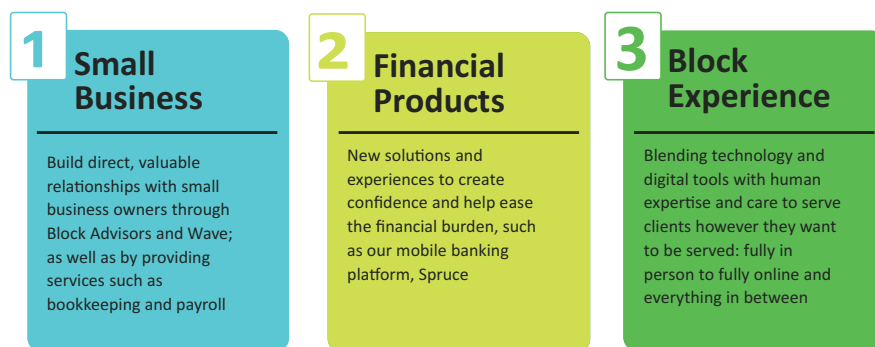 1
Small
Business
Build direct, valuable
relationships with small
business owners through
Block Advisors and Wave;
as well as by providing
services such as
bookkeeping and payroll
2
Financial
Products
New solutions and
experiences to create
confidence and help ease
the financial burden, such
as our mobile banking
platform, Spruce
3
Block
Experience
Blending technology and
digital tools with human
expertise and care to serve
clients however they want
to be served: fully in
person to fully online and
everything in between